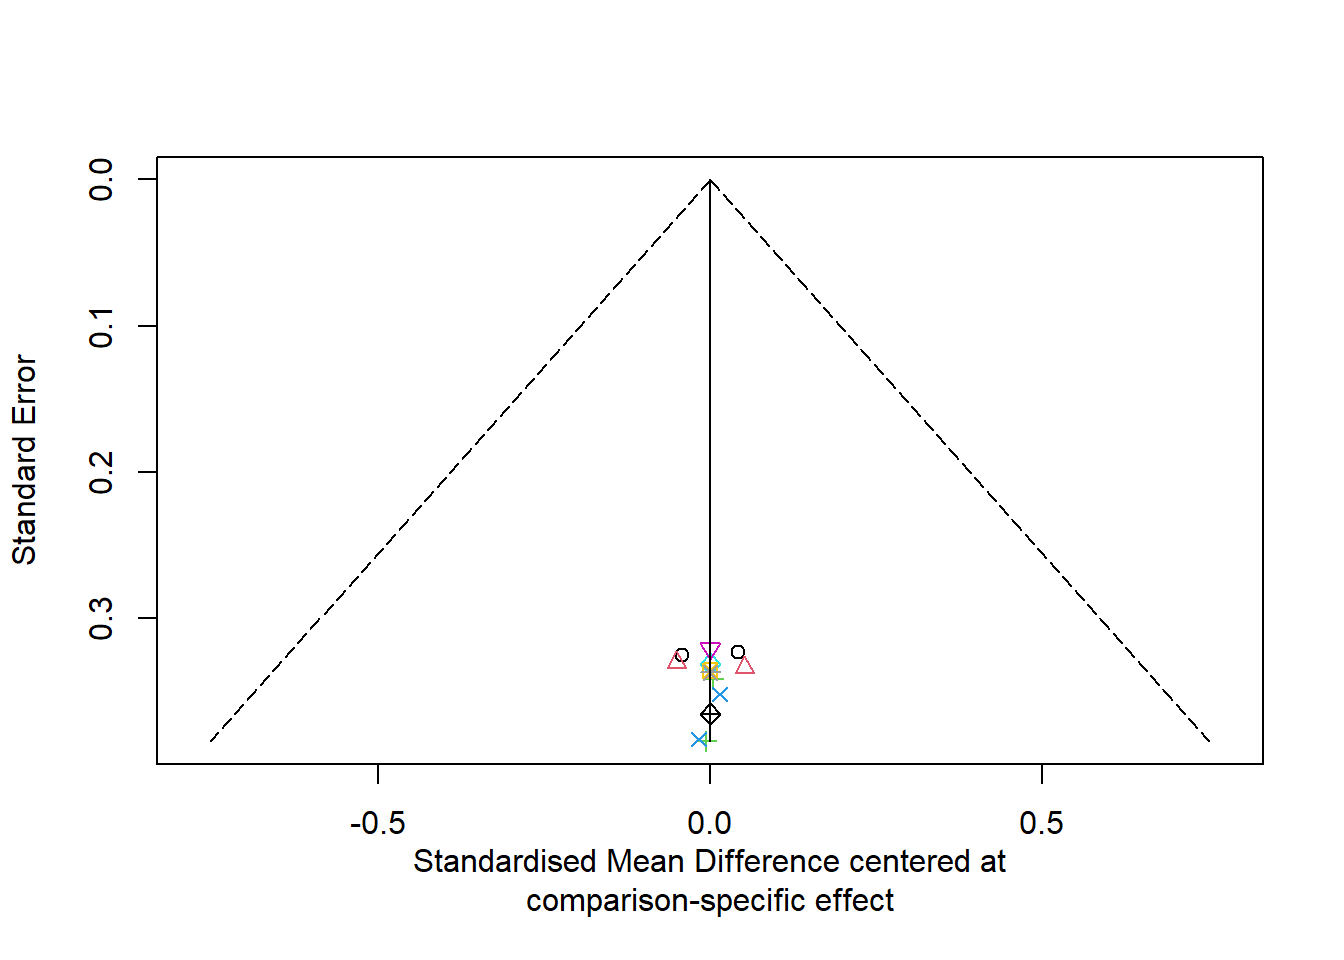 0.0
0.1
0.2
0.3
Standard Error
-0.5
0.0
0.5
Standardised Mean Difference centered at
comparison-specific effect